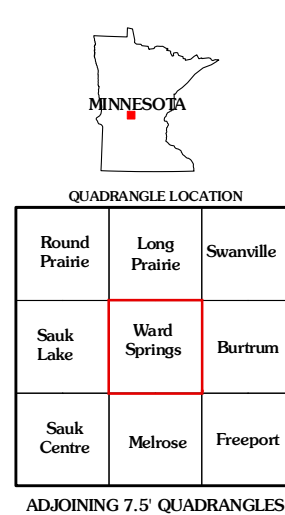 MINNESOTA
QUADRANGLE LOCATION
Round
Prairie
Long
Prairie
Swanville
Sauk
Lake
Ward
Springs
Burtrum
Sauk
Centre
Melrose
Freeport
ADJOINING 7.5' QUADRANGLES